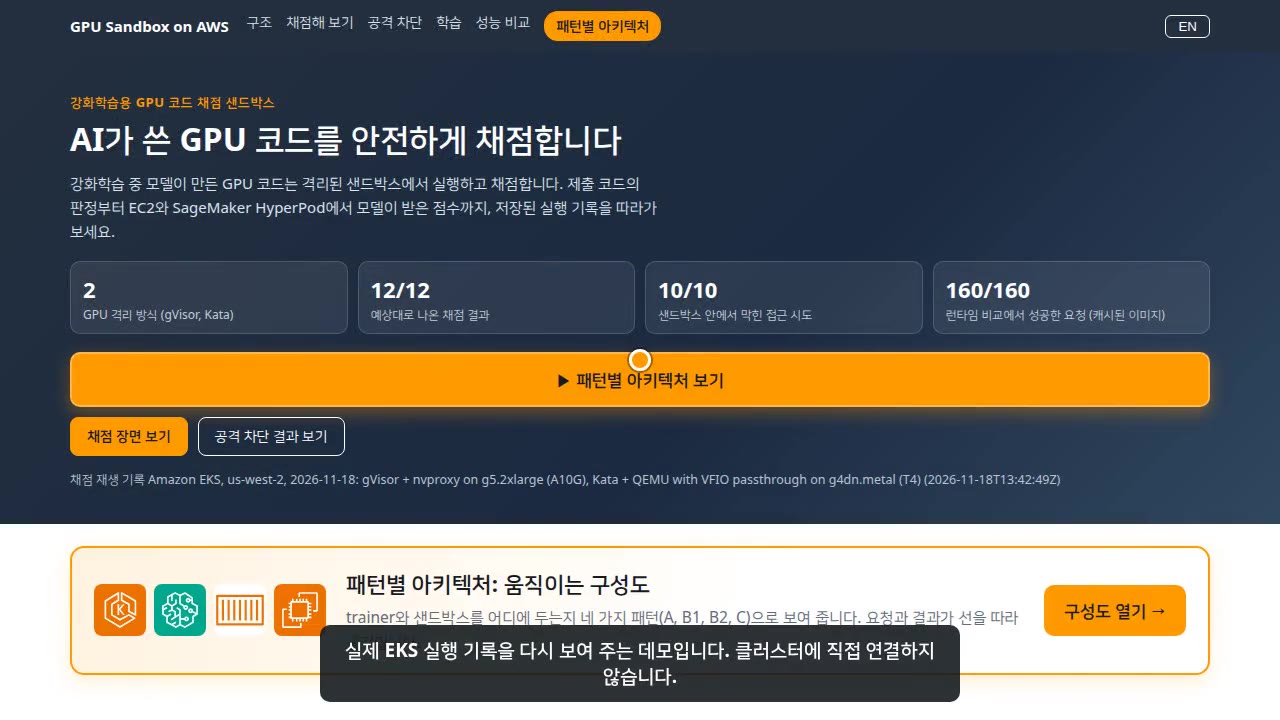 GPU Sandbox on AWS
구조
채점해 보기
공격 차단
학습
성능 비교
패턴별 아키텍처
EN
강화학습용 GPU 코드 채점 샌드박스
AI가 쓴 GPU 코드를 안전하게 채점합니다
강화학습 중 모델이 만든 GPU 코드는 격리된 샌드박스에서 실행하고 채점합니다. 제출 코드의
판정부터 EC2와 SageMaker HyperPod에서 모델이 받은 점수까지, 저장된 실행 기록을 따라가
보세요.
2
GPU 격리 방식 (gVisor, Kata)
12/12
예상대로 나온 채점 결과
10/10
샌드박스 안에서 막힌 접근 시도
160/160
런타임 비교에서 성공한 요청 (캐시된 이미지)
▶ 패턴별 아키텍처 보기
채점 장면 보기
공격 차단 결과 보기
채점 재생 기록 Amazon EKS, us-west-2, 2026-11-18: gVisor + nvproxy on g5.2xlarge (A10G), Kata + QEMU with VFIO passthrough on g4dn.metal (T4) (2026-11-18T13:42:49Z)
패턴별 아키텍처: 움직이는 구성도
trainer와 샌드박스를 어디에 두는지 네 가지 패턴(A, B1, B2, C)으로 보여 줍니다. 요청과 결과가 선을 따라
구성도 열기 →
실제 EKS 실행 기록을 다시 보여 주는 데모입니다. 클러스터에 직접 연결하지
않습니다.